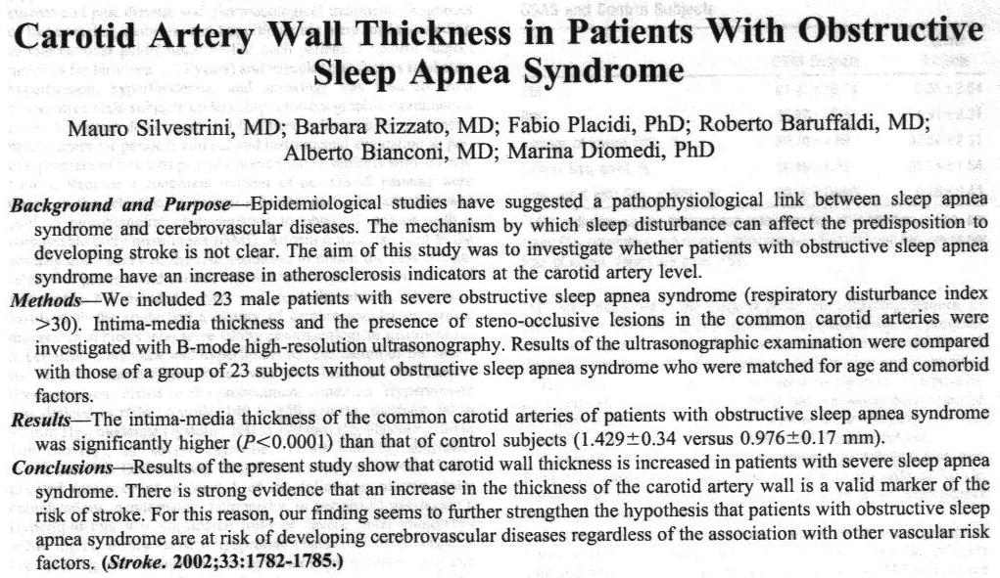 Carotid Artery Wall Thickness in Patients With Obstructive
Sleep Apnea Syndrome
Mauro Silvestrini, MD; Barbara Rizzato, MD; Fabio Placidi, PhD; Roberto Baruffaldi, MD;
Alberto Bianconi, MD; Marina Diomedi, PhD
Background and Purpose—Epidemiological studies have suggested a pathophysiological link between sleep apnea
syndrome and cerebrovascular diseases. The mechanism by which sleep disturbance can affect the predisposition to
developing stroke is not clear. The aim of this study was to investigate whether patients with obstructive sleep apnea
syndrome have an increase in atherosclerosis indicators at the carotid artery level.
Methods—We included 23 male patients with severe obstructive sleep apnea syndrome (respiratory disturbance index
>30). Intima-media thickness and the presence of steno-occlusive lesions in the common carotid arteries were
investigated with B-mode high-resolution ultrasonography. Results of the ultrasonographic examination were compared
with those of a group of 23 subjects without obstructive sleep apnea syndrome who were matched for age and comorbid
factors.
Results—The intima-media thickness of the common carotid arteries of patients with obstructive sleep apnea syndrome
was significantly higher (P<0.0001) than that of control subjects (1.429±0.34 versus 0.976±0.17 mm).
Conclusions—Results of the present study show that carotid wall thickness is increased in patients with severe sleep apnea
syndrome. There is strong evidence that an increase in the thickness of the carotid artery wall is a valid marker of the
risk of stroke. For this reason, our finding seems to further strengthen the hypothesis that patients with obstructive sleep
apnea syndrome are at risk of developing cerebrovascular diseases regardless of the association with other vascular risk
factors. (Stroke. 2002;33:1782-1785.)